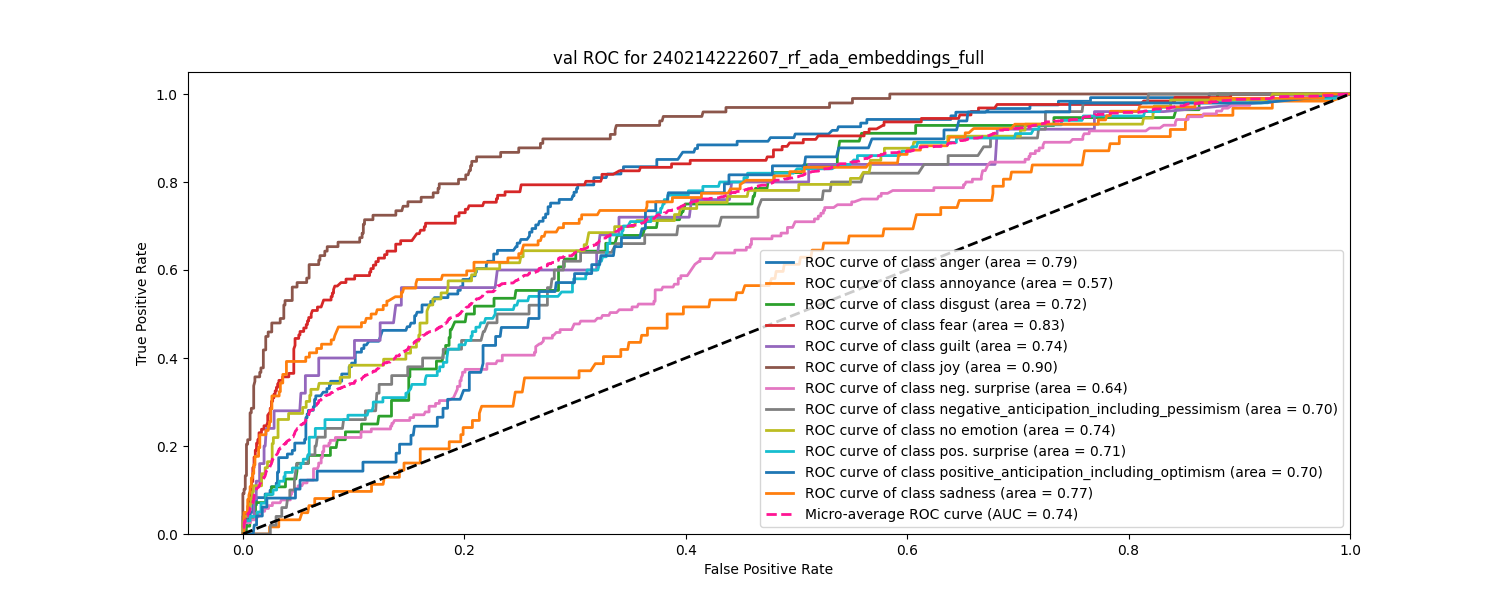 val ROC for 240214222607_rf_ada_embeddings_full
True Positive Rate
1.0
0.8
0.6
0.4
0.2
0.0
ROC curve of class anger (area = 0.79)
ROC curve of class annoyance (area = 0.57)
ROC curve of class disgust (area = 0.72)
ROC curve of class fear (area = 0.83)
ROC curve of class guilt (area = 0.74)
ROC curve of class joy (area = 0.90)
ROC curve of class neg. surprise (area = 0.64)
ROC curve of class negative_anticipation_including_pessimism (area = 0.70)
ROC curve of class no emotion (area = 0.74)
ROC curve of class pos. surprise (area = 0.71)
ROC curve of class positive_anticipation_including_optimism (area = 0.70)
ROC curve of class sadness (area = 0.77)
Micro-average ROC curve (AUC = 0.74)
0.0 0.2 0.4 0.6 0.8 1.0
False Positive Rate